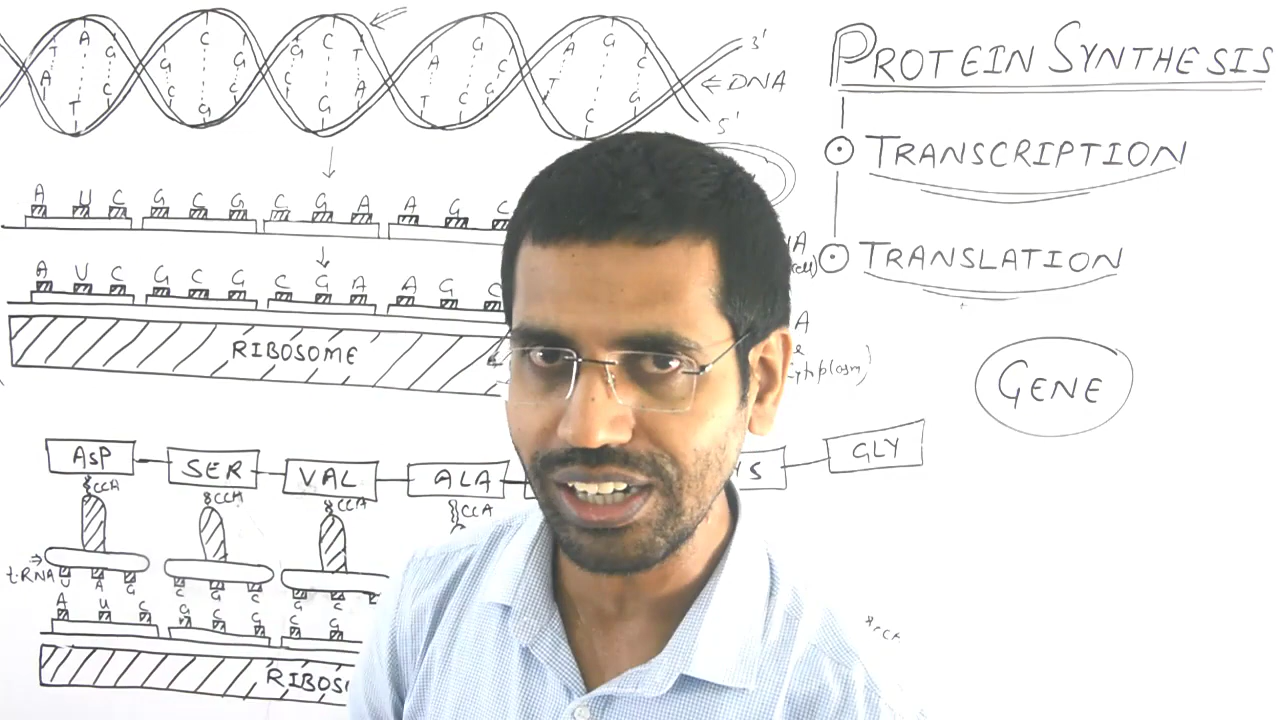 PROTEIN SYNTHESIS
TRANSCRIPTION
TRANSLATION
GENE
T A G G C G G C T A G C A G C
A T C C G C C G A T C G T C G
3'
← DNA
5'
A U C G C G C G A A G C
A U C G C G C G A A G C
RIBOSOME
ASP SER VAL ALA YS GLY
CCA CCA CCA CCA
t-RNA
U A G C G C G C
A U C G C G C G
RIBOS